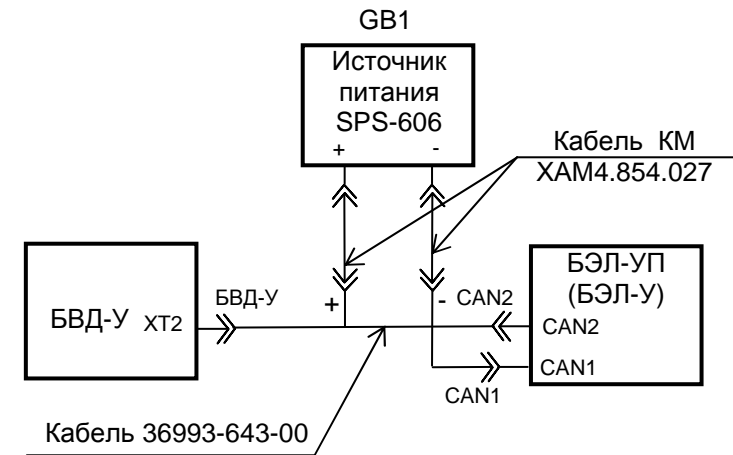 GB1
Источник
питания
SPS-606
+ -
Кабель КМ
ХАМ4.854.027
БВД-У XT2
БВД-У
+
- CAN2
БЭЛ-УП
(БЭЛ-У)
CAN2
CAN1
CAN1
Кабель 36993-643-00